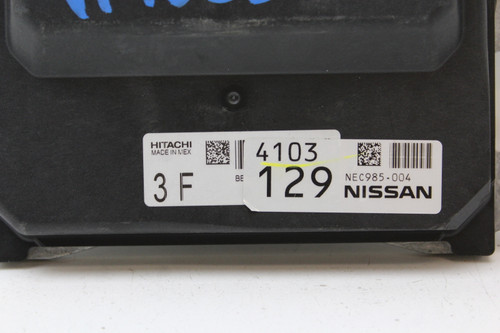 HITACHI
MADE IN MEX
3 F
4103
129
NEC985-004
NISSAN